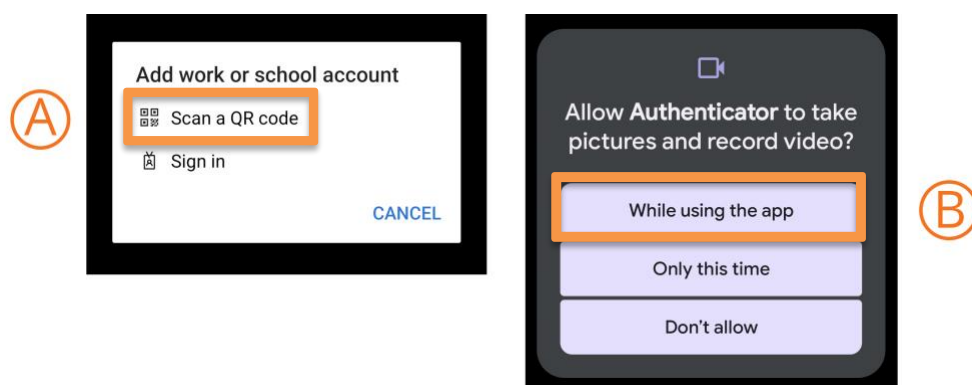 A
Add work or school account
Scan a QR code
Sign in
CANCEL
Allow Authenticator to take
pictures and record video?
While using the app
Only this time
Don't allow
B